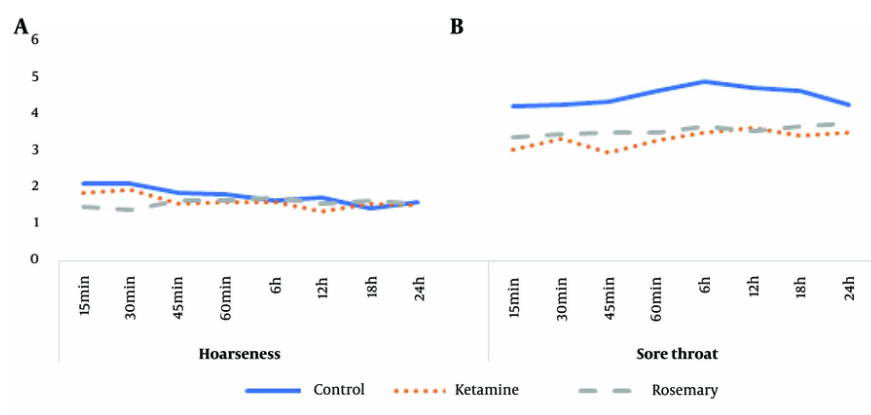 A
B
6
5
4
3
2
1
0
15min
30min
45min
60min
6h
12h
18h
24h
15min
30min
45min
60min
6h
12h
18h
24h
Hoarseness
Sore throat
Control
Ketamine
Rosemary